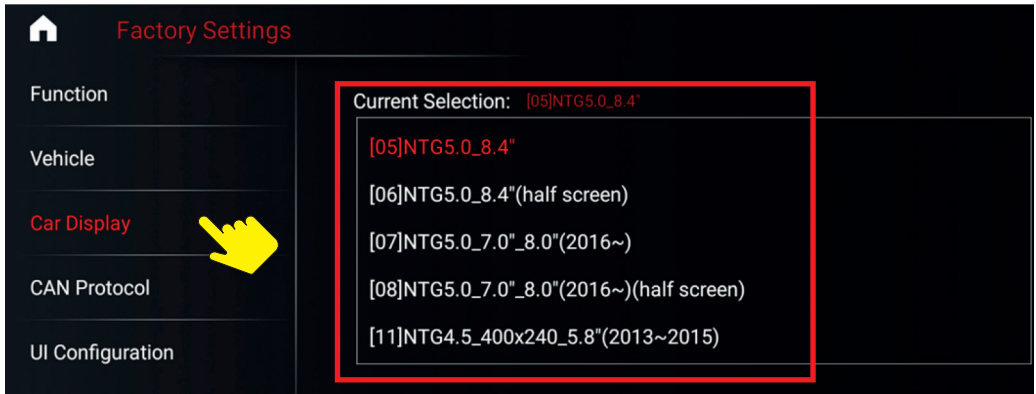 Factory Settings
Function
Vehicle
Car Display
CAN Protocol
UI Configuration
Current Selection: [05]NTG5.0_8.4"
[05]NTG5.0_8.4"
[06]NTG5.0_8.4"(half screen)
[07]NTG5.0_7.0"_8.0"(2016~)
[08]NTG5.0_7.0"_8.0"(2016~)(half screen)
[11]NTG4.5_400x240_5.8"(2013~2015)